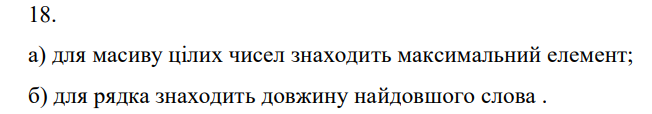 18.
а) для масиву цілих чисел знаходить максимальний елемент;
б) для рядка знаходить довжину найдовшого слова .